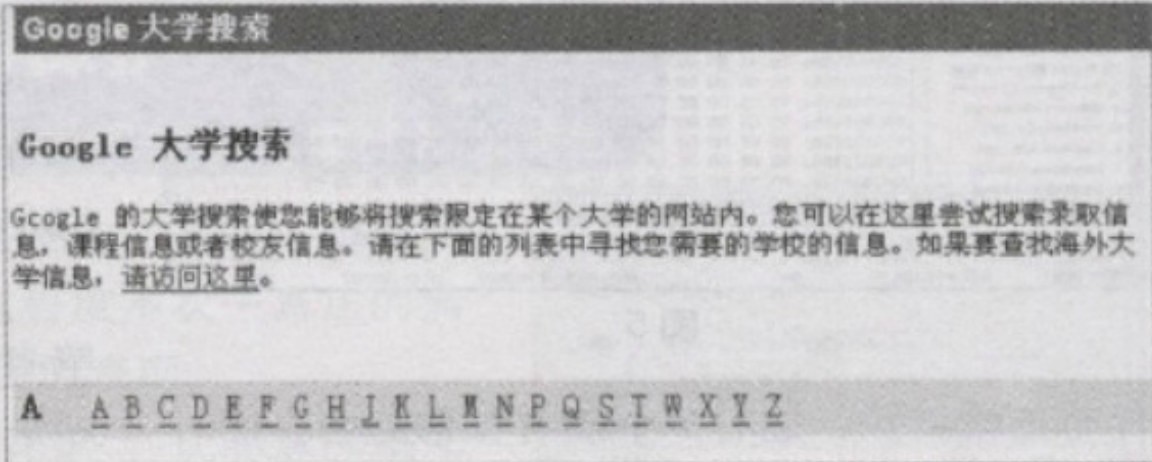 Google 大学搜索
Google 大学搜索
Google 的大学搜索使您能够将搜索限定在某个大学的网站内。您可以在这里尝试搜索录取信
息，课程信息或者校友信息。请在下面的列表中寻找您需要的学校的信息。如果要查找海外大
学信息，请访问这里。
A A B C D E F G H J K L M N P Q S T W X Y Z